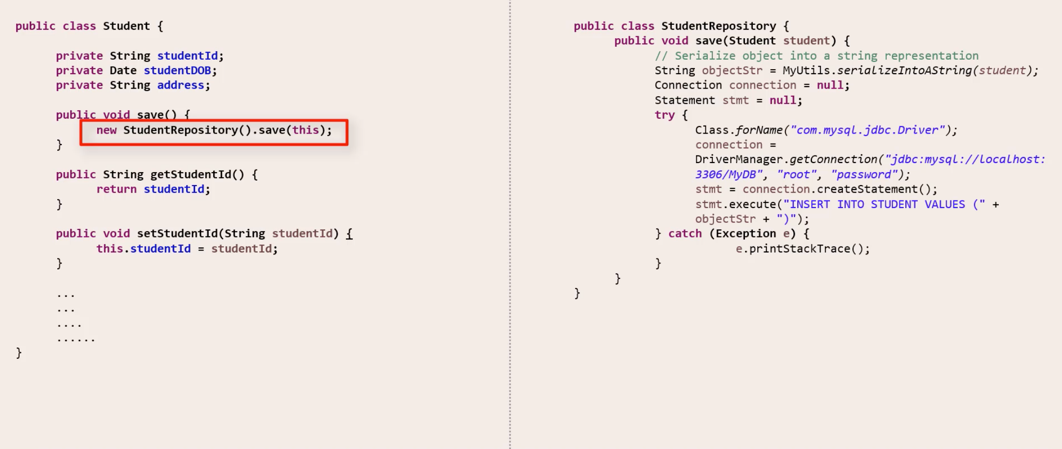 public class Student {
private String studentId;
private Date studentDOB;
private String address;
public void save() {
new StudentRepository().save(this);
}
public String getStudentId() {
return studentId;
}
public void setStudentId(String studentId) {
this.studentId = studentId;
}
...
...
....
......
}
public class StudentRepository {
public void save(Student student) {
// Serialize object into a string representation
String objectStr = MyUtils.serializeIntoAString(student);
Connection connection = null;
Statement stmt = null;
try {
Class.forName("com.mysql.jdbc.Driver");
connection =
DriverManager.getConnection("jdbc:mysql://localhost:
3306/MyDB", "root", "password");
stmt = connection.createStatement();
stmt.execute("INSERT INTO STUDENT VALUES (" +
objectStr + ")");
} catch (Exception e) {
e.printStackTrace();
}
}
}